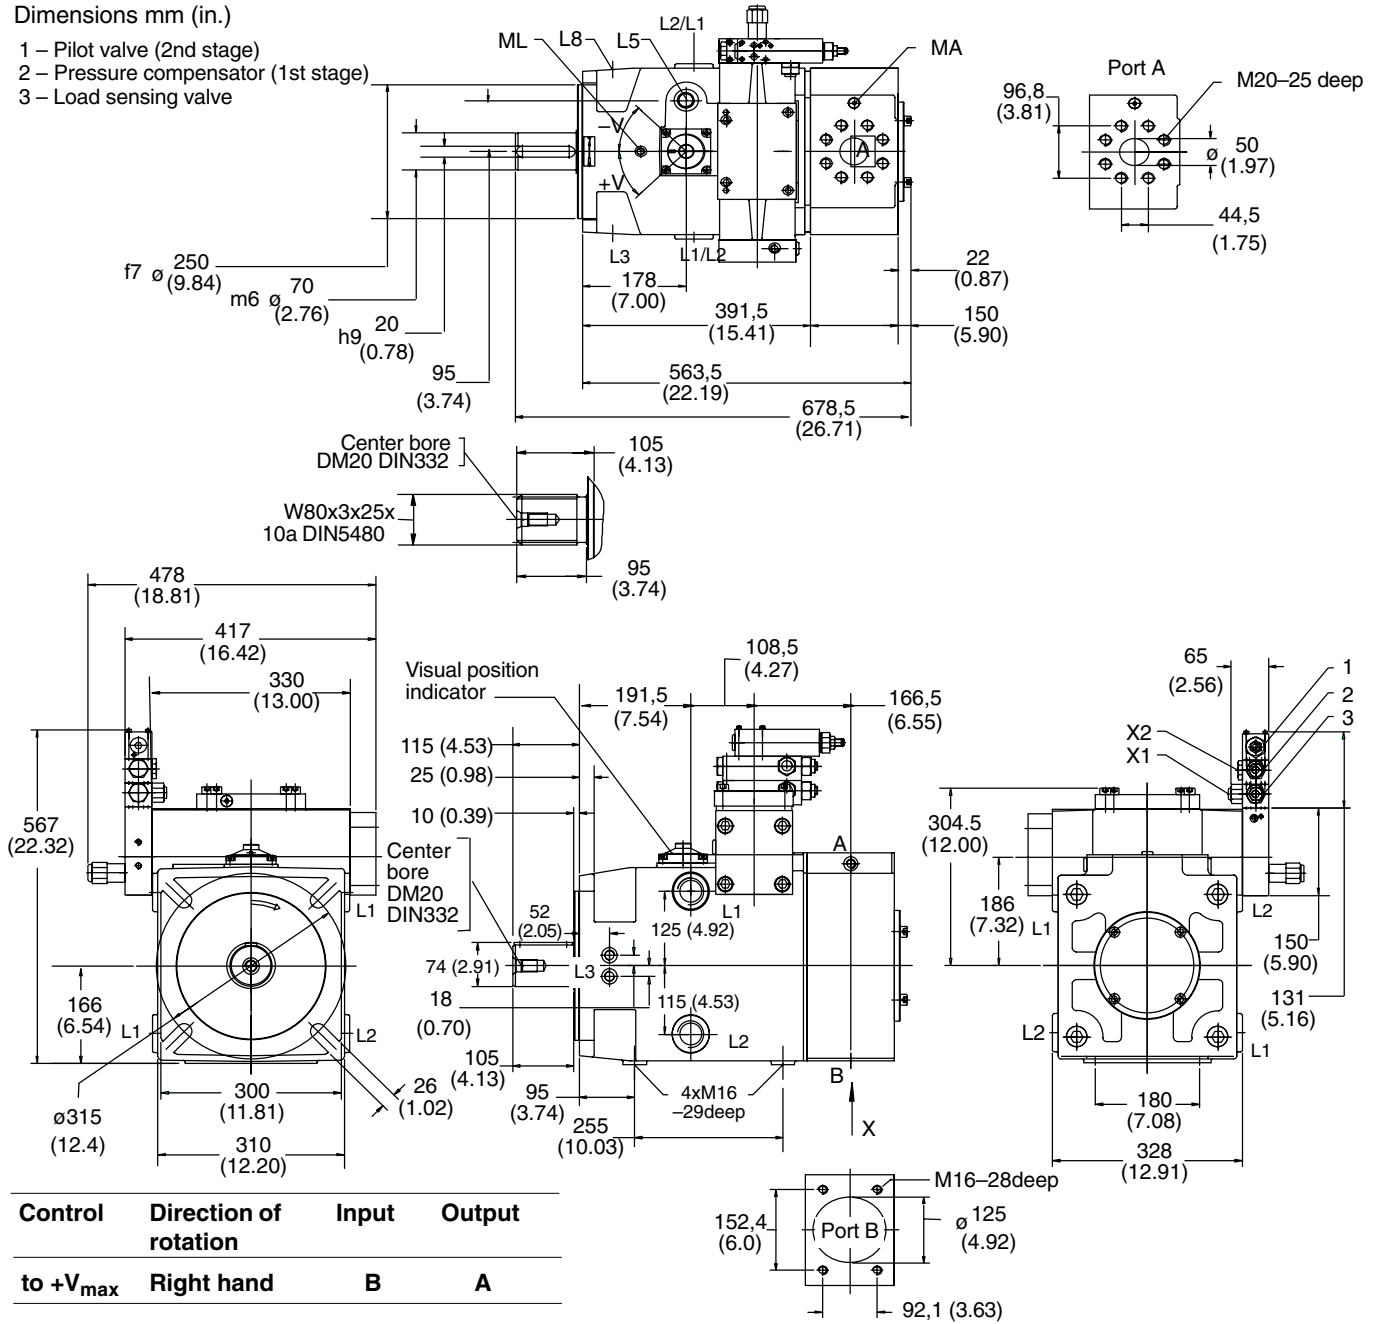 Dimensions mm (in.)
1 – Pilot valve (2nd stage)
2 – Pressure compensator (1st stage)
3 – Load sensing valve
ML
L8
L5
L2/L1
MA
–V
+V
A
L3
L1/L2
Port A
M20–25 deep
96,8
(3.81)
ø 50
(1.97)
44,5
(1.75)
f7 ø 250
(9.84)
m6 ø 70
(2.76)
h9 20
(0.78)
95
(3.74)
178
(7.00)
22
(0.87)
391,5
(15.41)
150
(5.90)
563,5
(22.19)
678,5
(26.71)
Center bore
DM20 DIN332
105
(4.13)
W80x3x25x
10a DIN5480
95
(3.74)
478
(18.81)
417
(16.42)
330
(13.00)
567
(22.32)
166
(6.54)
L1
L1
L2
ø315
(12.4)
300
(11.81)
26
(1.02)
310
(12.20)
Visual position
indicator
191,5
(7.54)
108,5
(4.27)
166,5
(6.55)
115 (4.53)
25 (0.98)
10 (0.39)
Center
bore
DM20
DIN332
52
(2.05)
74 (2.91)
18
(0.70)
105
(4.13)
L3
L1
125 (4.92)
115 (4.53)
L2
A
B
X
95
(3.74)
4xM16
–29deep
255
(10.03)
65
(2.56)
1
2
3
X2
X1
304.5
(12.00)
186
(7.32)
L1
L2
L2
L1
150
(5.90)
131
(5.16)
180
(7.08)
328
(12.91)
M16–28deep
152,4
(6.0)
Port B
ø 125
(4.92)
92,1 (3.63)
Control Direction of rotation Input Output
to +Vmax Right hand B A